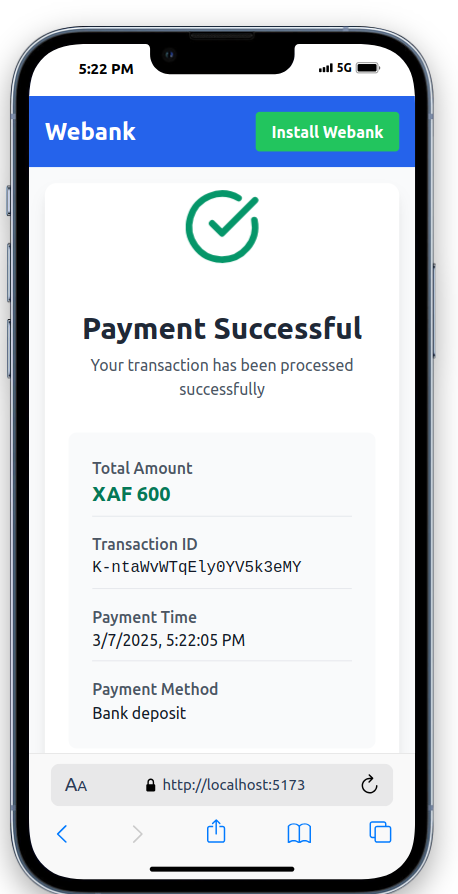 5:22 PM
5G
Webank
Install Webank
Payment Successful
Your transaction has been processed
successfully
Total Amount
XAF 600
Transaction ID
K-ntaWvWTqEly0YV5k3eMY
Payment Time
3/7/2025, 5:22:05 PM
Payment Method
Bank deposit
AA
http://localhost:5173